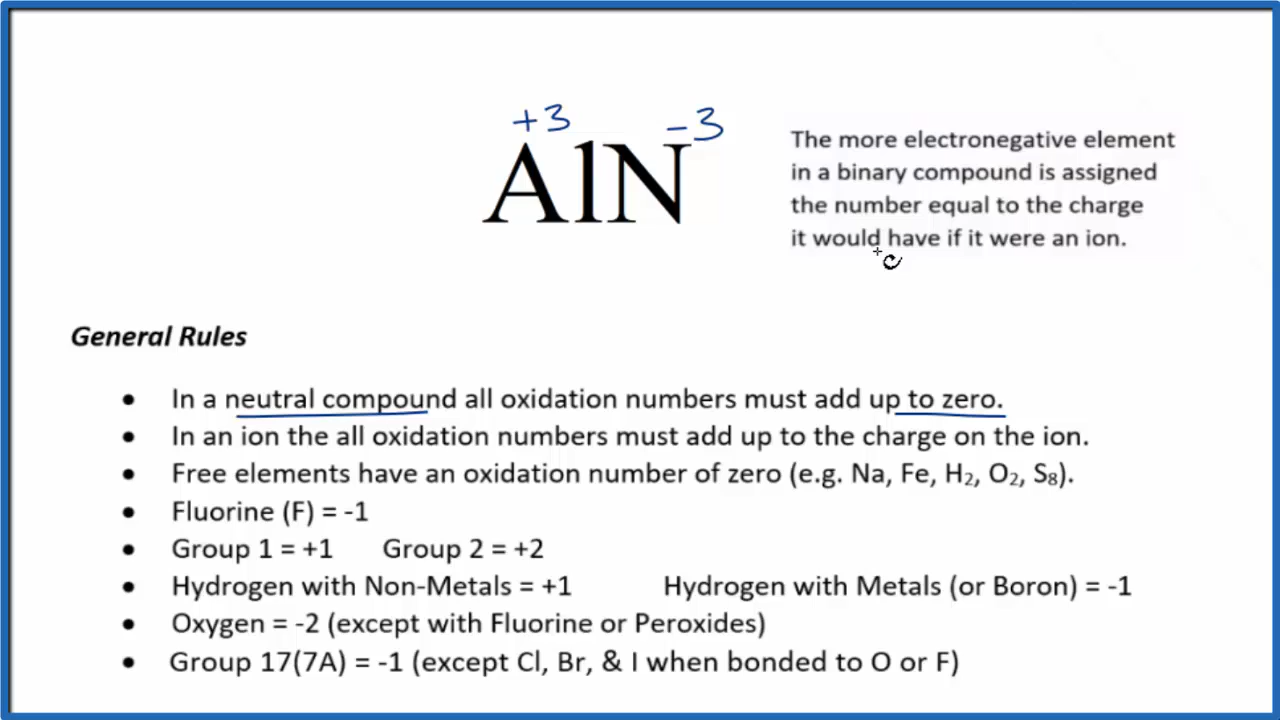 +3 -3
AlN
The more electronegative element
in a binary compound is assigned
the number equal to the charge
it would have if it were an ion.
General Rules
• In a neutral compound all oxidation numbers must add up to zero.
• In an ion the all oxidation numbers must add up to the charge on the ion.
• Free elements have an oxidation number of zero (e.g. Na, Fe, H₂, O₂, S₈).
• Fluorine (F) = -1
• Group 1 = +1 Group 2 = +2
• Hydrogen with Non-Metals = +1 Hydrogen with Metals (or Boron) = -1
• Oxygen = -2 (except with Fluorine or Peroxides)
• Group 17(7A) = -1 (except Cl, Br, & I when bonded to O or F)